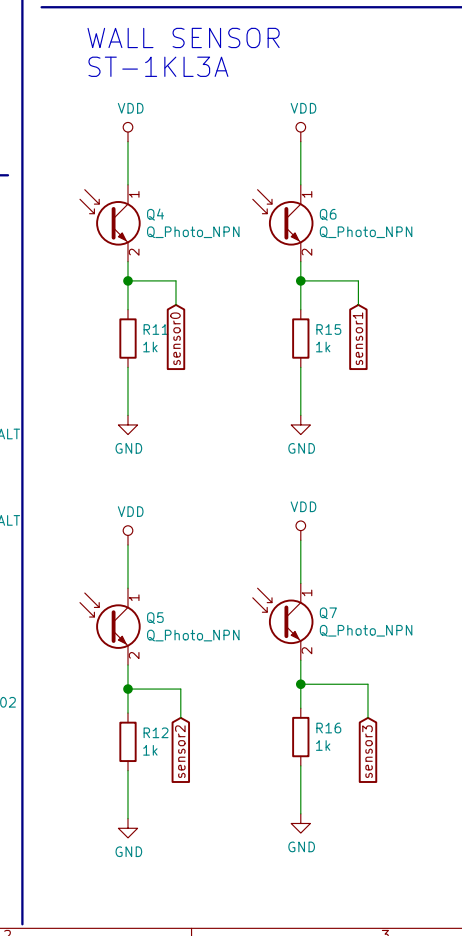 WALL SENSOR
ST-1KL3A
VDD
VDD
1
1
Q4
Q_Photo_NPN
Q6
Q_Photo_NPN
2
2
R11
1k
sensor0
R15
1k
sensor1
ALT
GND
GND
VDD
VDD
ALT
1
1
Q5
Q_Photo_NPN
Q7
Q_Photo_NPN
2
2
02
R12
1k
sensor2
R16
1k
sensor3
GND
GND
2
3